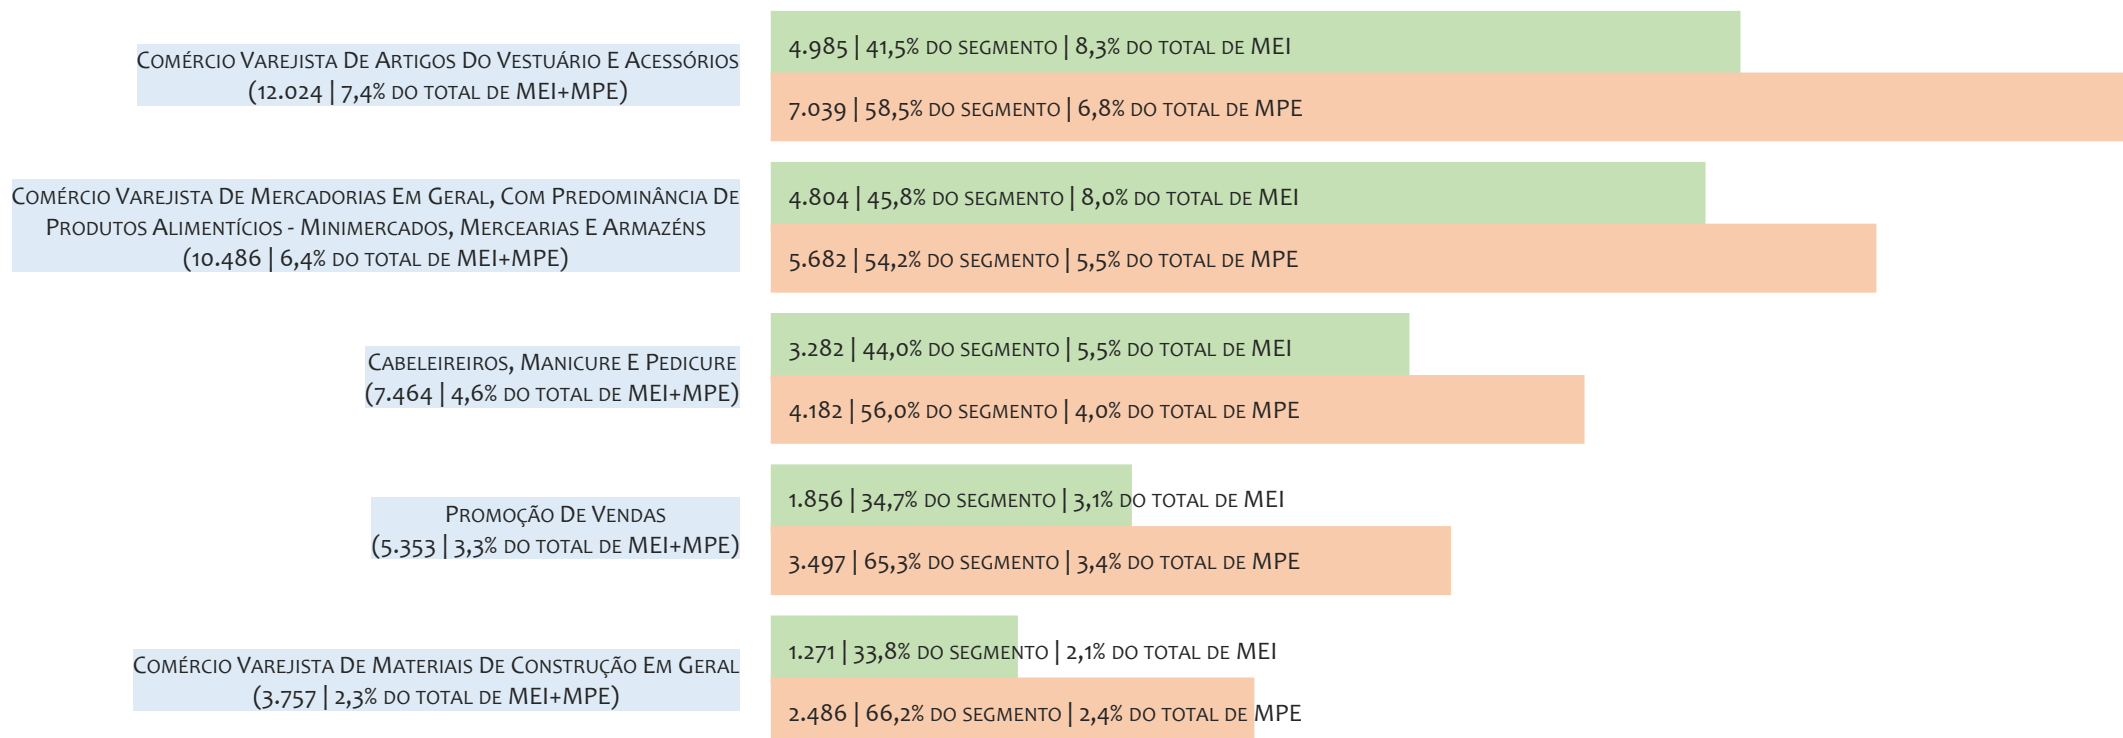 Comércio Varejista De Artigos Do Vestuário E Acessórios
(12.024 | 7,4% do total de MEI+MPE)
4.985 | 41,5% do segmento | 8,3% do total de MEI
7.039 | 58,5% do segmento | 6,8% do total de MPE
Comércio Varejista De Mercadorias Em Geral, Com Predominância De
Produtos Alimentícios - Minimercados, Mercearias E Armazéns
(10.486 | 6,4% do total de MEI+MPE)
4.804 | 45,8% do segmento | 8,0% do total de MEI
5.682 | 54,2% do segmento | 5,5% do total de MPE
Cabeleireiros, Manicure E Pedicure
(7.464 | 4,6% do total de MEI+MPE)
3.282 | 44,0% do segmento | 5,5% do total de MEI
4.182 | 56,0% do segmento | 4,0% do total de MPE
Promoção De Vendas
(5.353 | 3,3% do total de MEI+MPE)
1.856 | 34,7% do segmento | 3,1% do total de MEI
3.497 | 65,3% do segmento | 3,4% do total de MPE
Comércio Varejista De Materiais De Construção Em Geral
(3.757 | 2,3% do total de MEI+MPE)
1.271 | 33,8% do segmento | 2,1% do total de MEI
2.486 | 66,2% do segmento | 2,4% do total de MPE